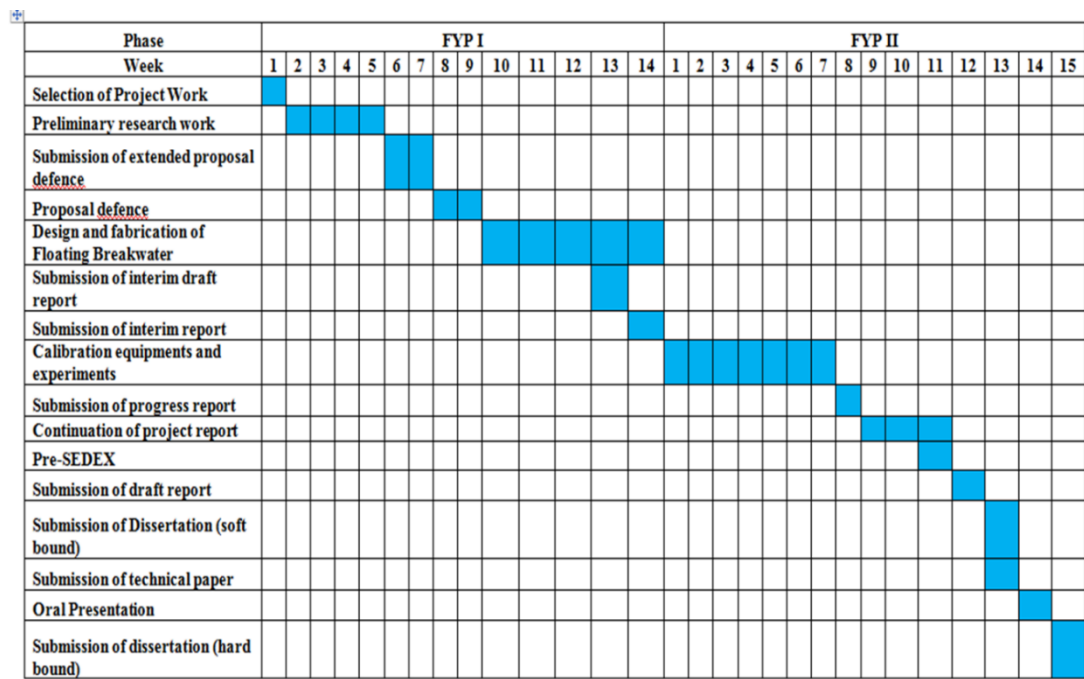 Phase FYP I FYP II
Week 1 2 3 4 5 6 7 8 9 10 11 12 13 14 1 2 3 4 5 6 7 8 9 10 11 12 13 14 15
Selection of Project Work
Preliminary research work
Submission of extended proposal
defence
Proposal defence
Design and fabrication of
Floating Breakwater
Submission of interim draft
report
Submission of interim report
Calibration equipments and
experiments
Submission of progress report
Continuation of project report
Pre-SEDEX
Submission of draft report
Submission of Dissertation (soft
bound)
Submission of technical paper
Oral Presentation
Submission of dissertation (hard
bound)